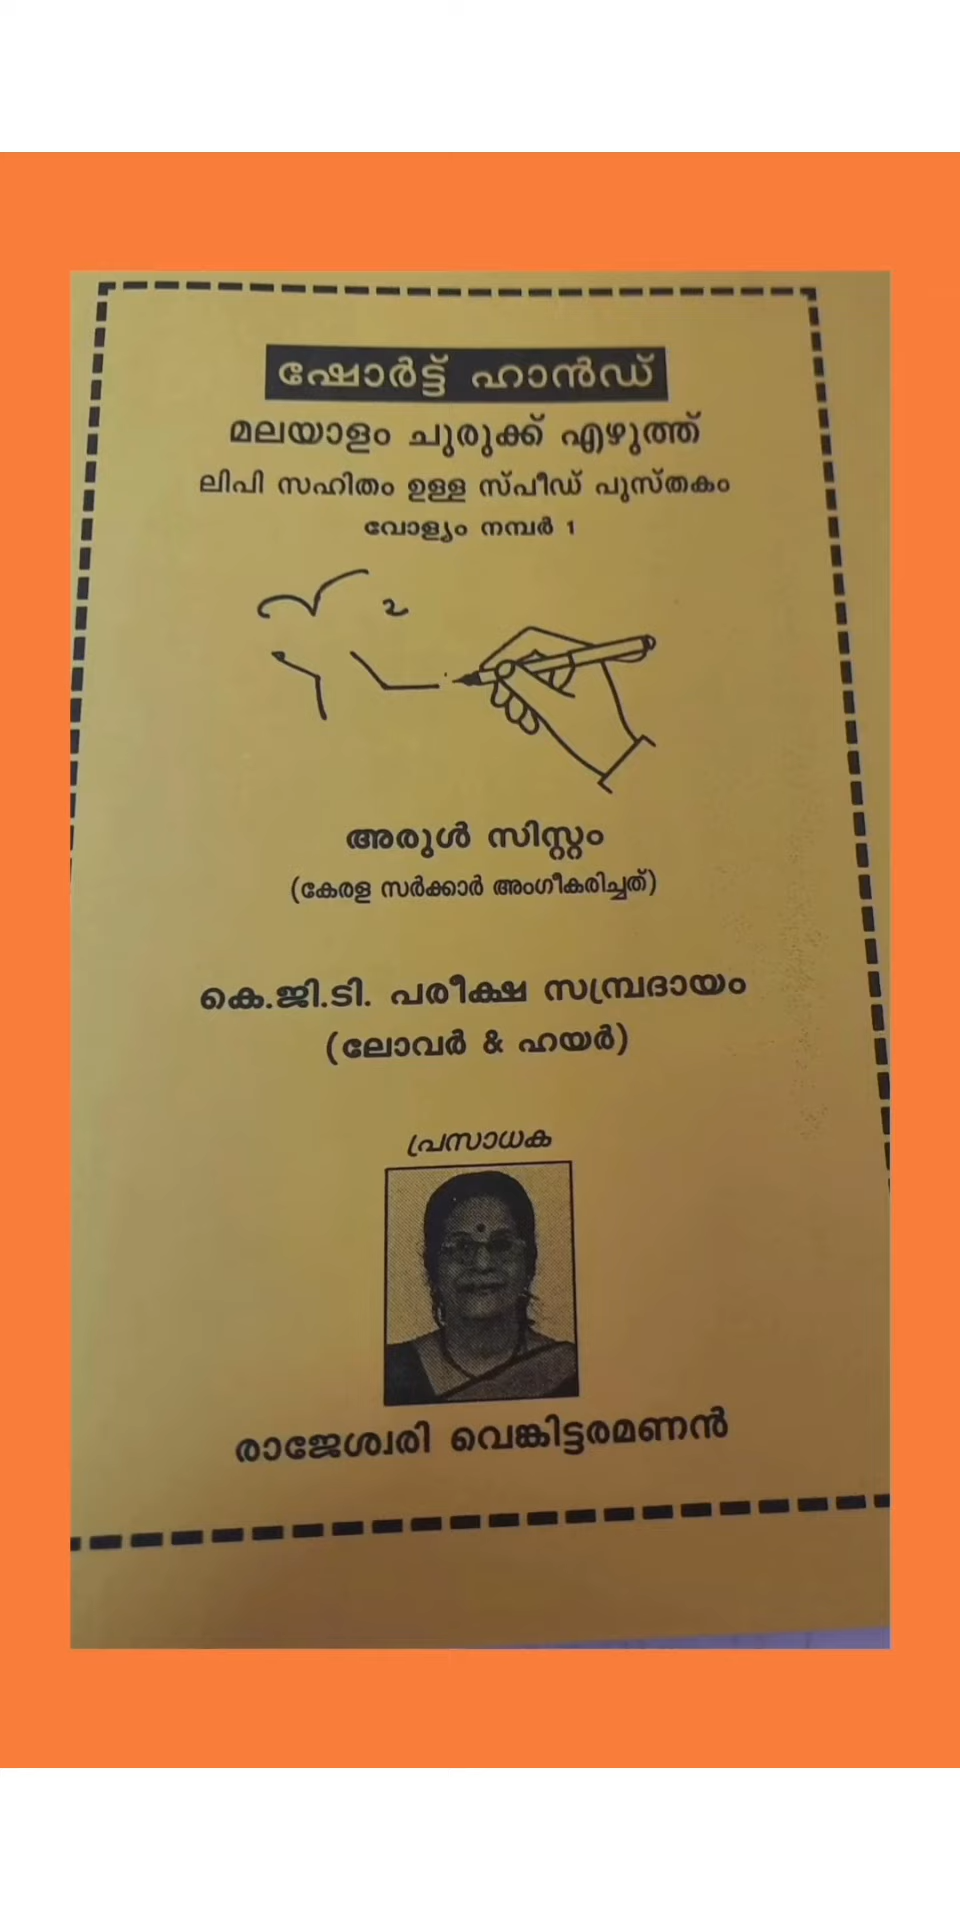 ഷോർട്ട് ഹാൻഡ്
മലയാളം ചുരുക്ക് എഴുത്ത്
ലിപി സഹിതം ഉള്ള സ്പീഡ് പുസ്തകം
വോള്യം നമ്പർ 1
അരുൾ സിസ്റ്റം
(കേരള സർക്കാർ അംഗീകരിച്ചത്)
കെ.ജി.ടി. പരീക്ഷ സമ്പ്രദായം
(ലോവർ & ഹയർ)
പ്രസാധക
രാജേശ്വരി വെങ്കിട്ടരമണൻ